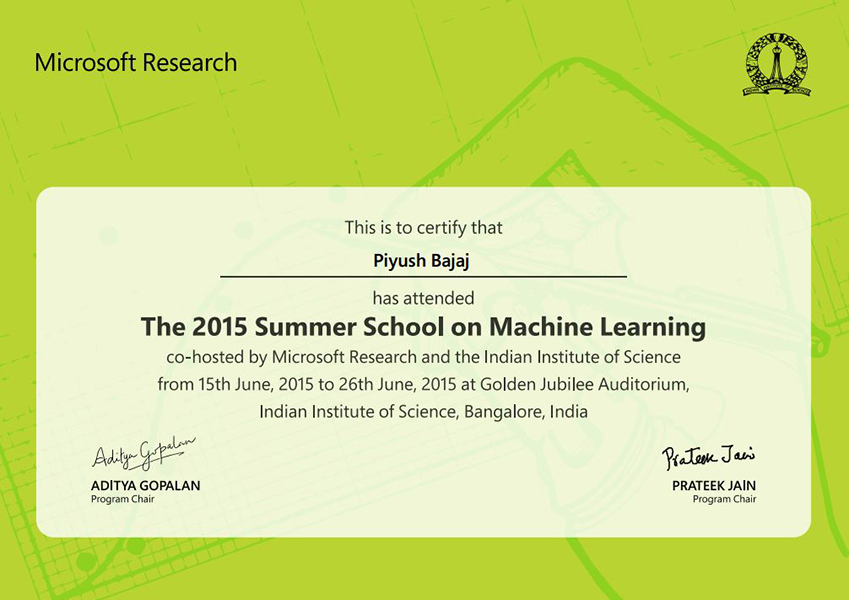 Microsoft Research
This is to certify that
Piyush Bajaj
has attended
The 2015 Summer School on Machine Learning
co-hosted by Microsoft Research and the Indian Institute of Science
from 15th June, 2015 to 26th June, 2015 at Golden Jubilee Auditorium,
Indian Institute of Science, Bangalore, India
Aditya Gopalan
ADITYA GOPALAN
Program Chair
Prateek Jain
PRATEEK JAIN
Program Chair